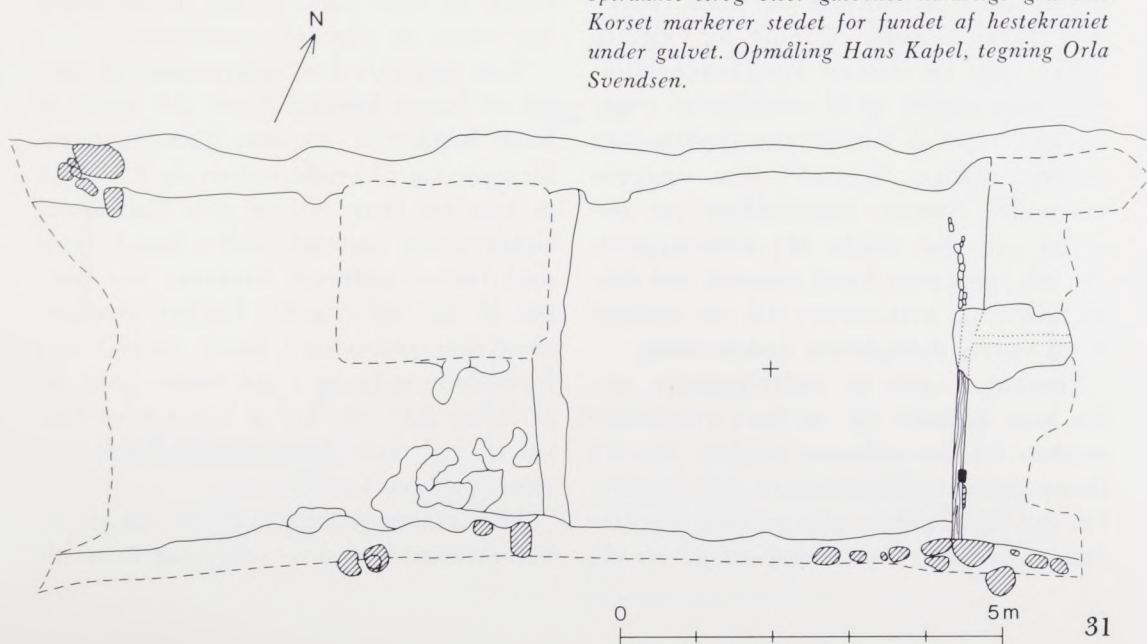 Korset markerer stedet for fundet af hestekraniet
under gulvet. Opmåling Hans Kapel, tegning Orla
Svendsen.
N
0 5 m
31